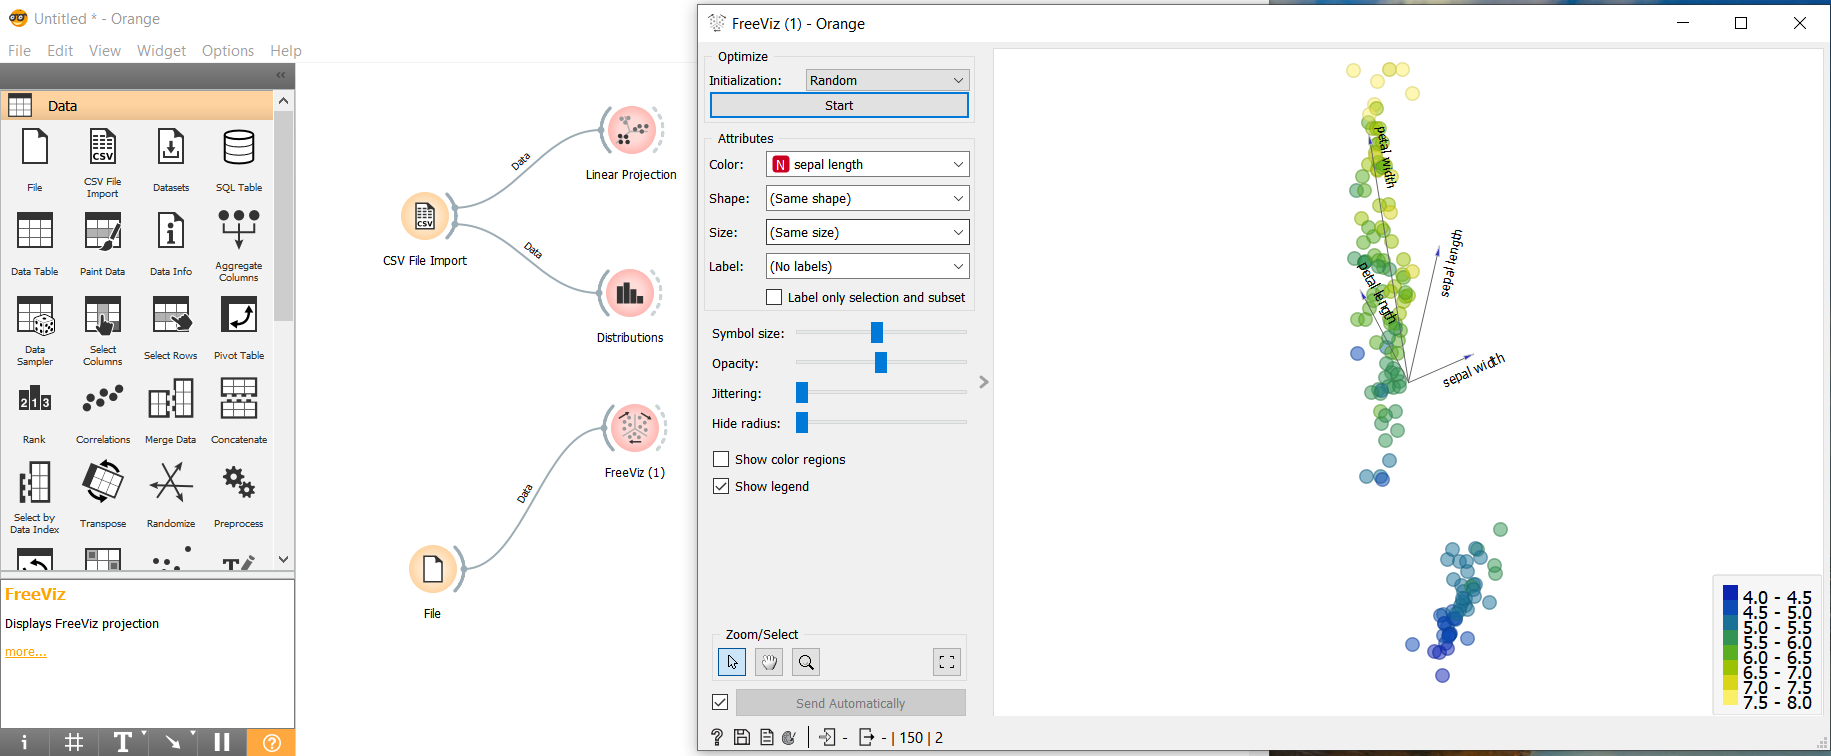 Untitled * - Orange
File Edit View Widget Options Help
Data
File
CSV File
Import
Datasets
SQL Table
Data Table
Paint Data
Data Info
Aggregate
Columns
Data
Sampler
Select
Columns
Select Rows
Pivot Table
Rank
Correlations
Merge Data
Concatenate
Select by
Data Index
Transpose
Randomize
Preprocess
FreeViz
Displays FreeViz projection
more...
CSV File Import
Data
Linear Projection
Data
Distributions
File
Data
FreeViz (1)
FreeViz (1) - Orange
Optimize
Initialization: Random
Start
Attributes
Color: N sepal length
Shape: (Same shape)
Size: (Same size)
Label: (No labels)
Label only selection and subset
Symbol size:
Opacity:
Jittering:
Hide radius:
Show color regions
Show legend
Zoom/Select
Send Automatically
- - | 150 | 2
petal width
sepal length
petal length
sepal width
4.0 - 4.5
4.5 - 5.0
5.0 - 5.5
5.5 - 6.0
6.0 - 6.5
6.5 - 7.0
7.0 - 7.5
7.5 - 8.0